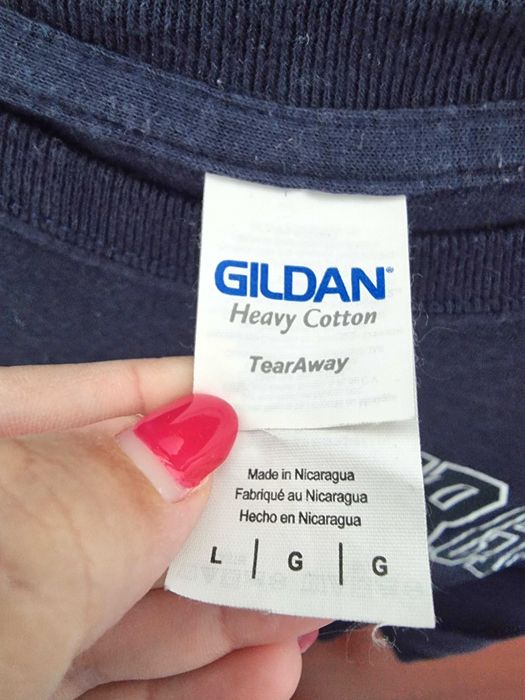 GILDAN®
Heavy Cotton
TearAway
Made in Nicaragua
Fabriqué au Nicaragua
Hecho en Nicaragua
L | G | G